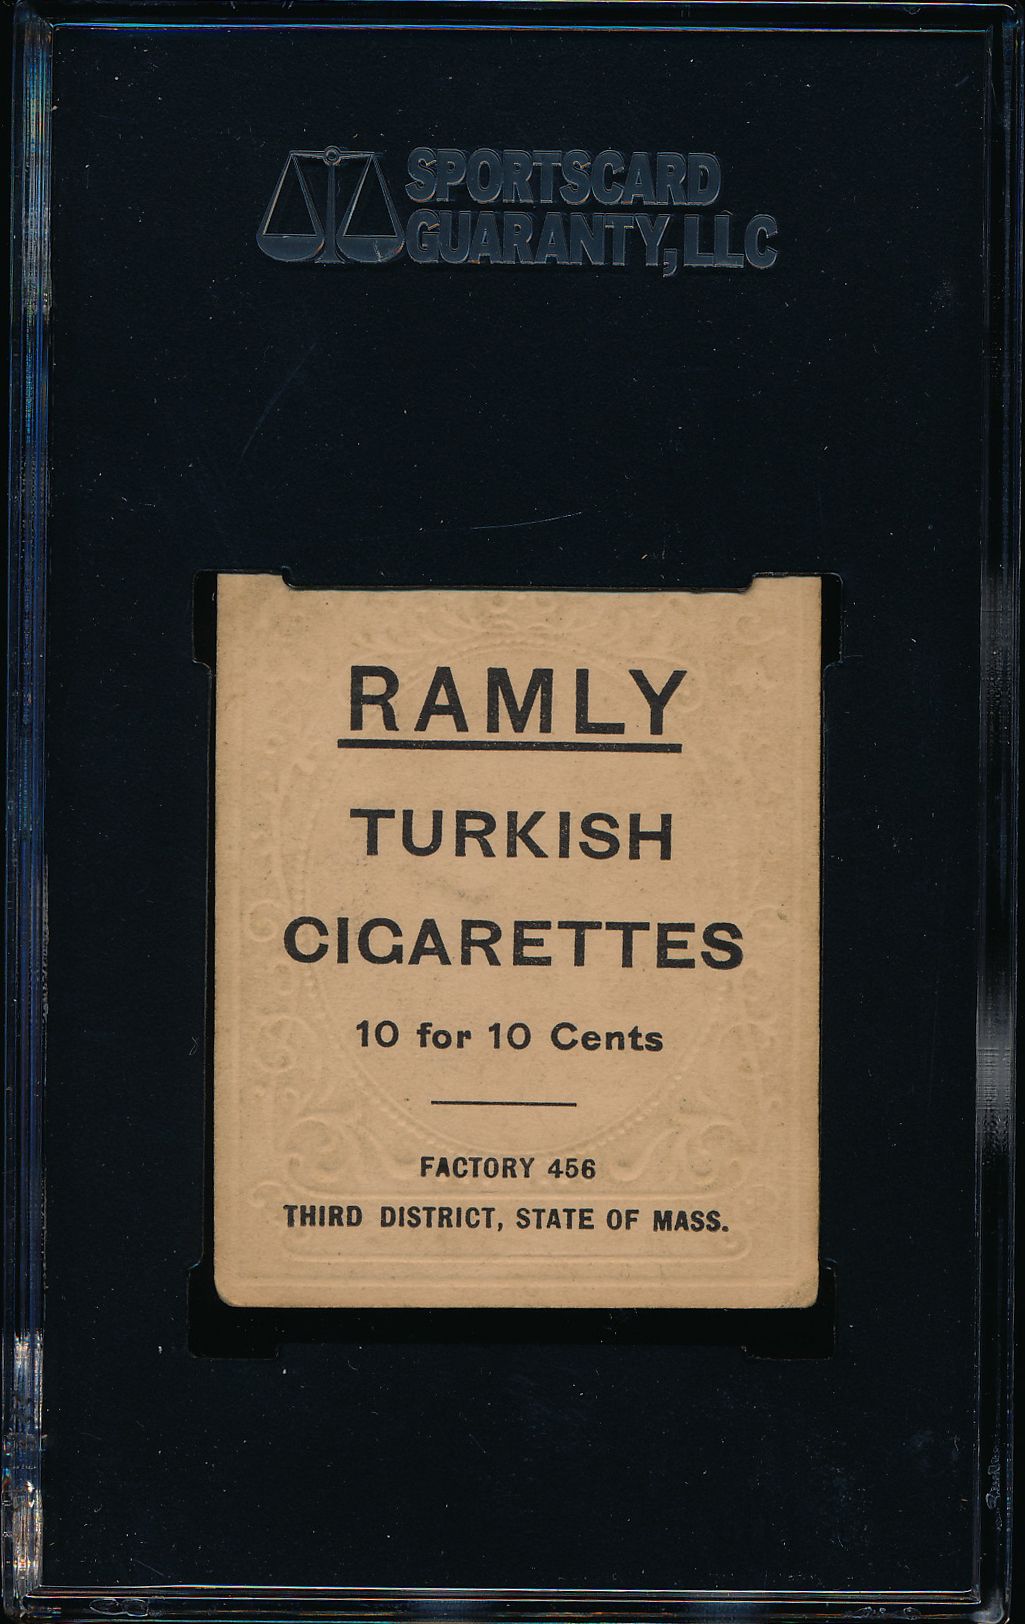 SPORTSCARD
GUARANTY, LLC
RAMLY
TURKISH
CIGARETTES
10 for 10 Cents
FACTORY 456
THIRD DISTRICT, STATE OF MASS.